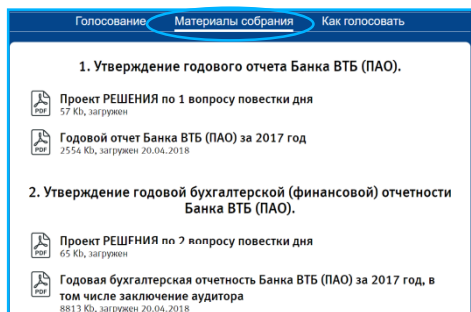 Голосование Материалы собрания Как голосовать
1. Утверждение годового отчета Банка ВТБ (ПАО).
PDF
Проект РЕШЕНИЯ по 1 вопросу повестки дня
57 Kb, загружен
PDF
Годовой отчет Банка ВТБ (ПАО) за 2017 год
2554 Kb, загружен 20.04.2018
2. Утверждение годовой бухгалтерской (финансовой) отчетности
Банка ВТБ (ПАО).
PDF
Проект РЕШЕНИЯ по 2 вопросу повестки дня
65 Kb, загружен
PDF
Годовая бухгалтерская отчетность Банка ВТБ (ПАО) за 2017 год, в
том числе заключение аудитора
8813 Kb, загружен 20.04.2018